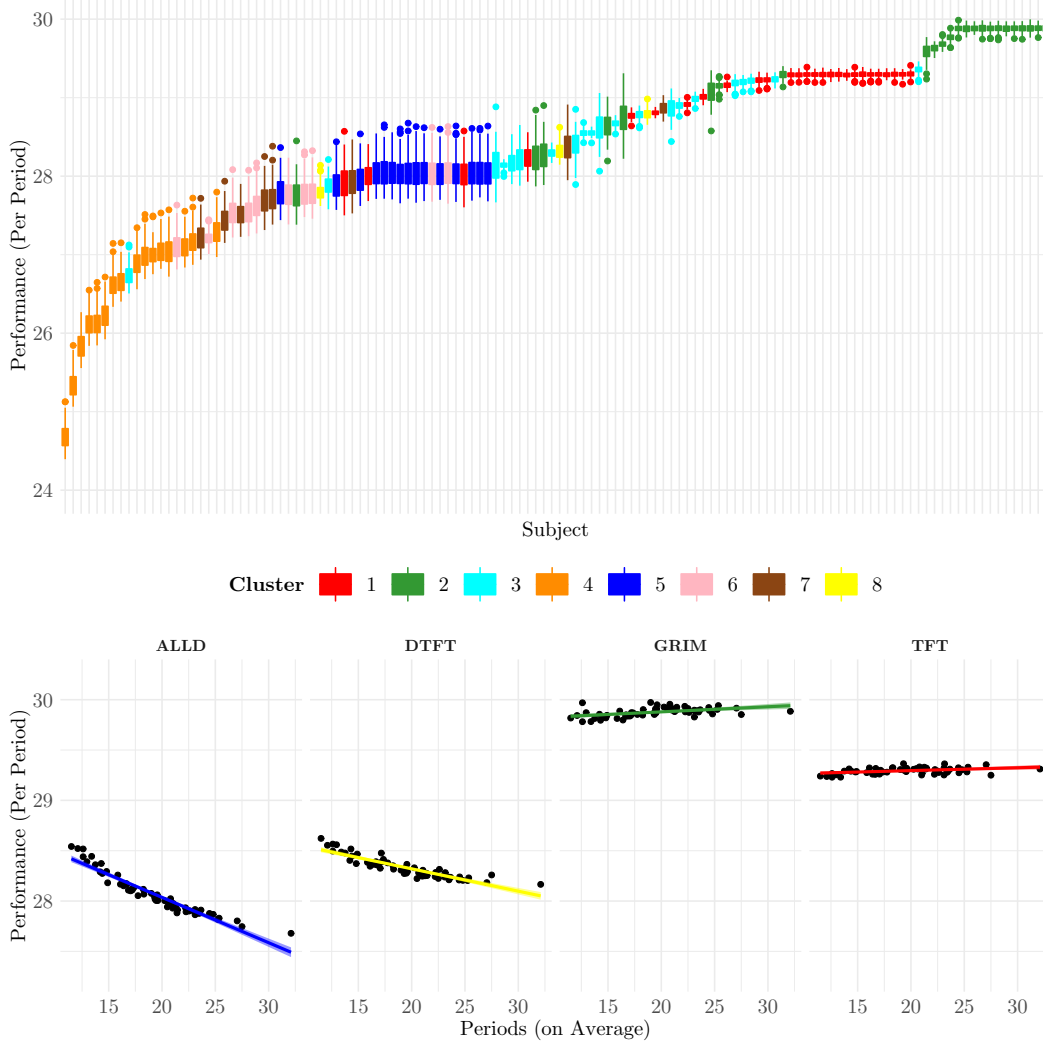 30
28
26
24
Performance (Per Period)
Subject
Cluster 1 2 3 4 5 6 7 8
ALLD DTFT GRIM TFT
30
29
28
Performance (Per Period)
15 20 25 30 15 20 25 30 15 20 25 30 15 20 25 30
Periods (on Average)